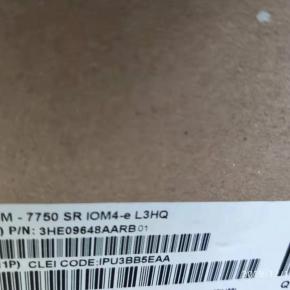 M - 7750 SR IOM4-e L3HQ
) P/N: 3HE09648AARB01
1P) CLEI CODE:IPU3BB5EAA
Q